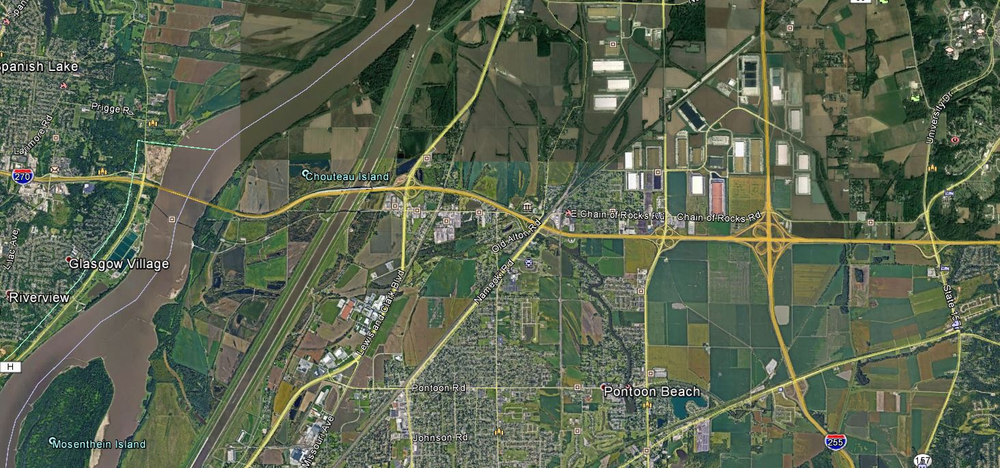 Spanish Lake
Prigge R
Larimore Rd
University Dr
270
Chouteau Island
E Chain of Rocks Rd
Chain of Rocks Rd
Old Alton Rd
Lilac Ave
Glasgow Village
Nameoki Rd
Riverview
Lewis and Clark Blvd
State
H
Pontoon Rd
Pontoon Beach
Missouri Ave
Johnson Rd
Mosenthein Island
255
157